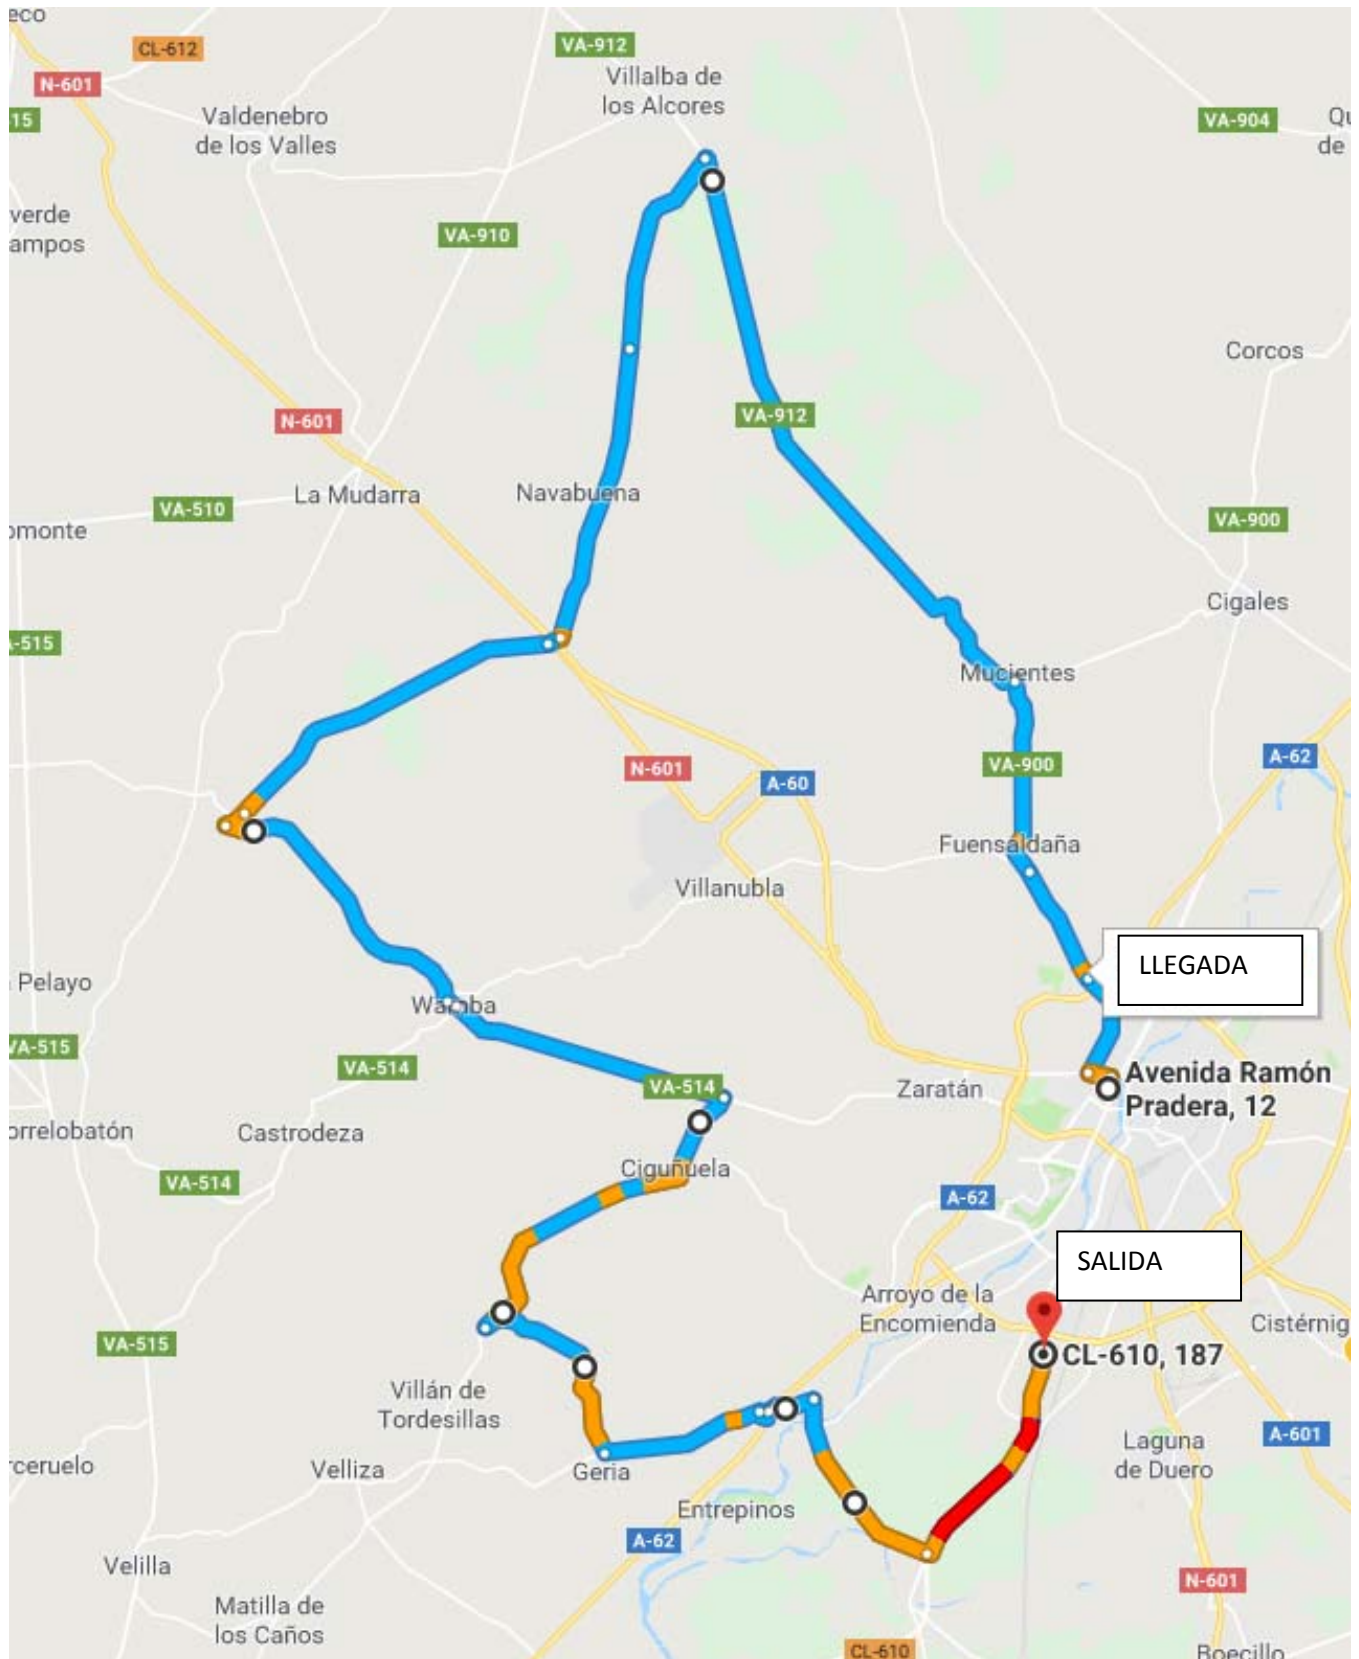 eco
CL-612
VA-912
N-601
Villalba de
los Alcores
Valdenebro
de los Valles
15
VA-904
Qu
de
verde
ampos
VA-910
Corcos
N-601
VA-912
La Mudarra
Navabuena
VA-510
omonte
VA-900
Cigales
A-515
Mucientes
N-601
A-60
VA-900
A-62
Fuensaldaña
Villanubla
LLEGADA
Pelayo
Wamba
VA-515
VA-514
VA-514
Zaratán
Avenida Ramón
Pradera, 12
orrelobatón
Castrodeza
Ciguñuela
VA-514
A-62
SALIDA
Arroyo de la
Encomienda
Cistérnig
VA-515
CL-610, 187
Villán de
Tordesillas
Laguna
de Duero
A-601
rceruelo
Velliza
Geria
Entrepinos
A-62
Velilla
N-601
Matilla de
los Caños
CL-610
Boecillo